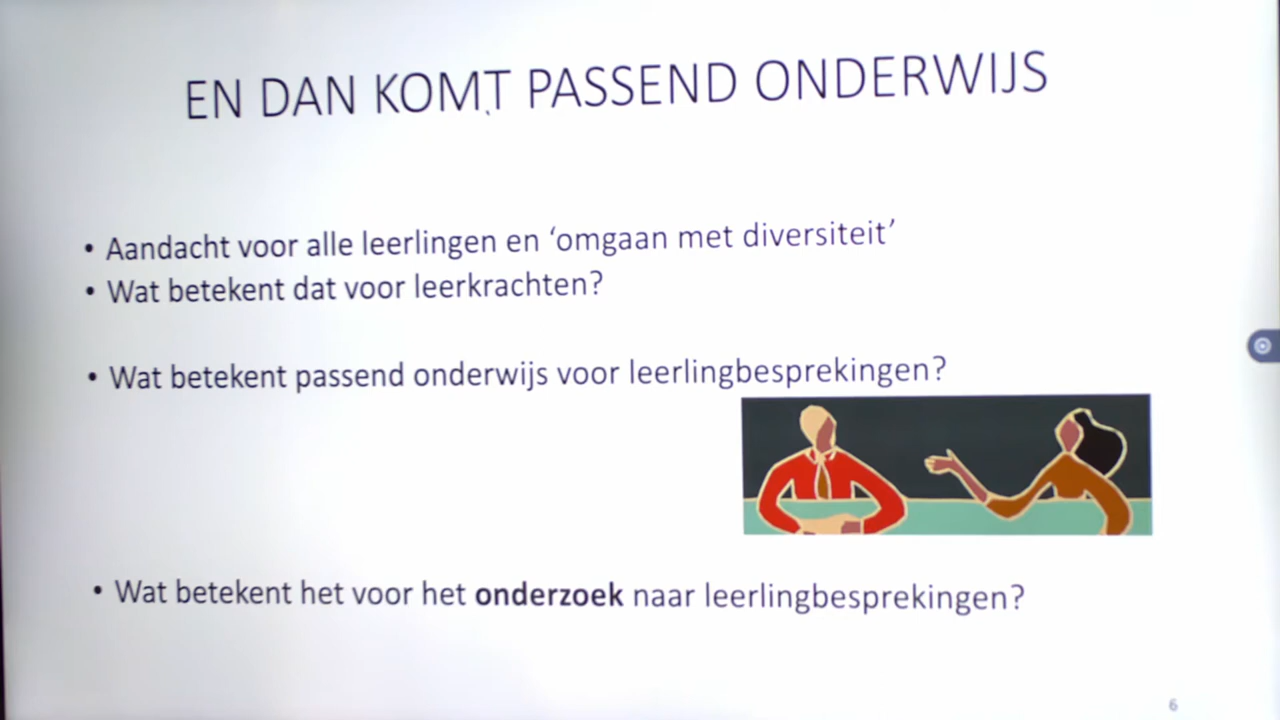 EN DAN KOMT PASSEND ONDERWIJS
• Aandacht voor alle leerlingen en ‘omgaan met diversiteit’
• Wat betekent dat voor leerkrachten?
• Wat betekent passend onderwijs voor leerlingbesprekingen?
• Wat betekent het voor het onderzoek naar leerlingbesprekingen?
6